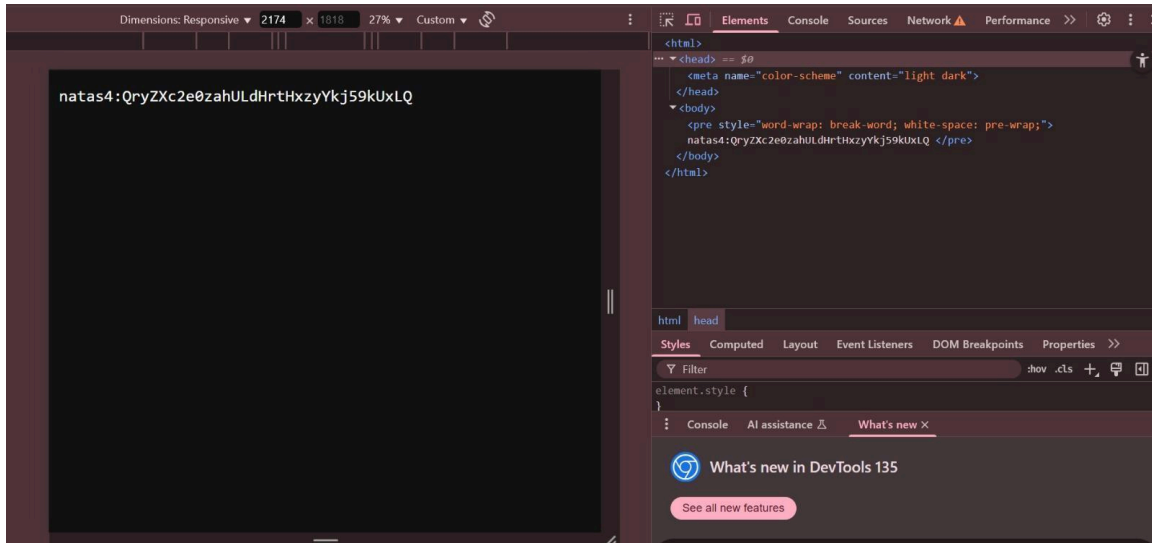 Dimensions: Responsive ▼ 2174 × 1818 27% ▼ Custom ▼
Elements Console Sources Network Performance >>
natas4:QryZXc2e0zahULdHrtHxzyYkj59kUxLQ
<html>
... ▼<head> == $0
<meta name="color-scheme" content="light dark">
</head>
▼<body>
<pre style="word-wrap: break-word; white-space: pre-wrap;">
natas4:QryZXc2e0zahULdHrtHxzyYkj59kUxLQ </pre>
</body>
</html>
html head
Styles Computed Layout Event Listeners DOM Breakpoints Properties >>
Filter :hov .cls +
element.style {
}
Console AI assistance What's new ×
What's new in DevTools 135
See all new features